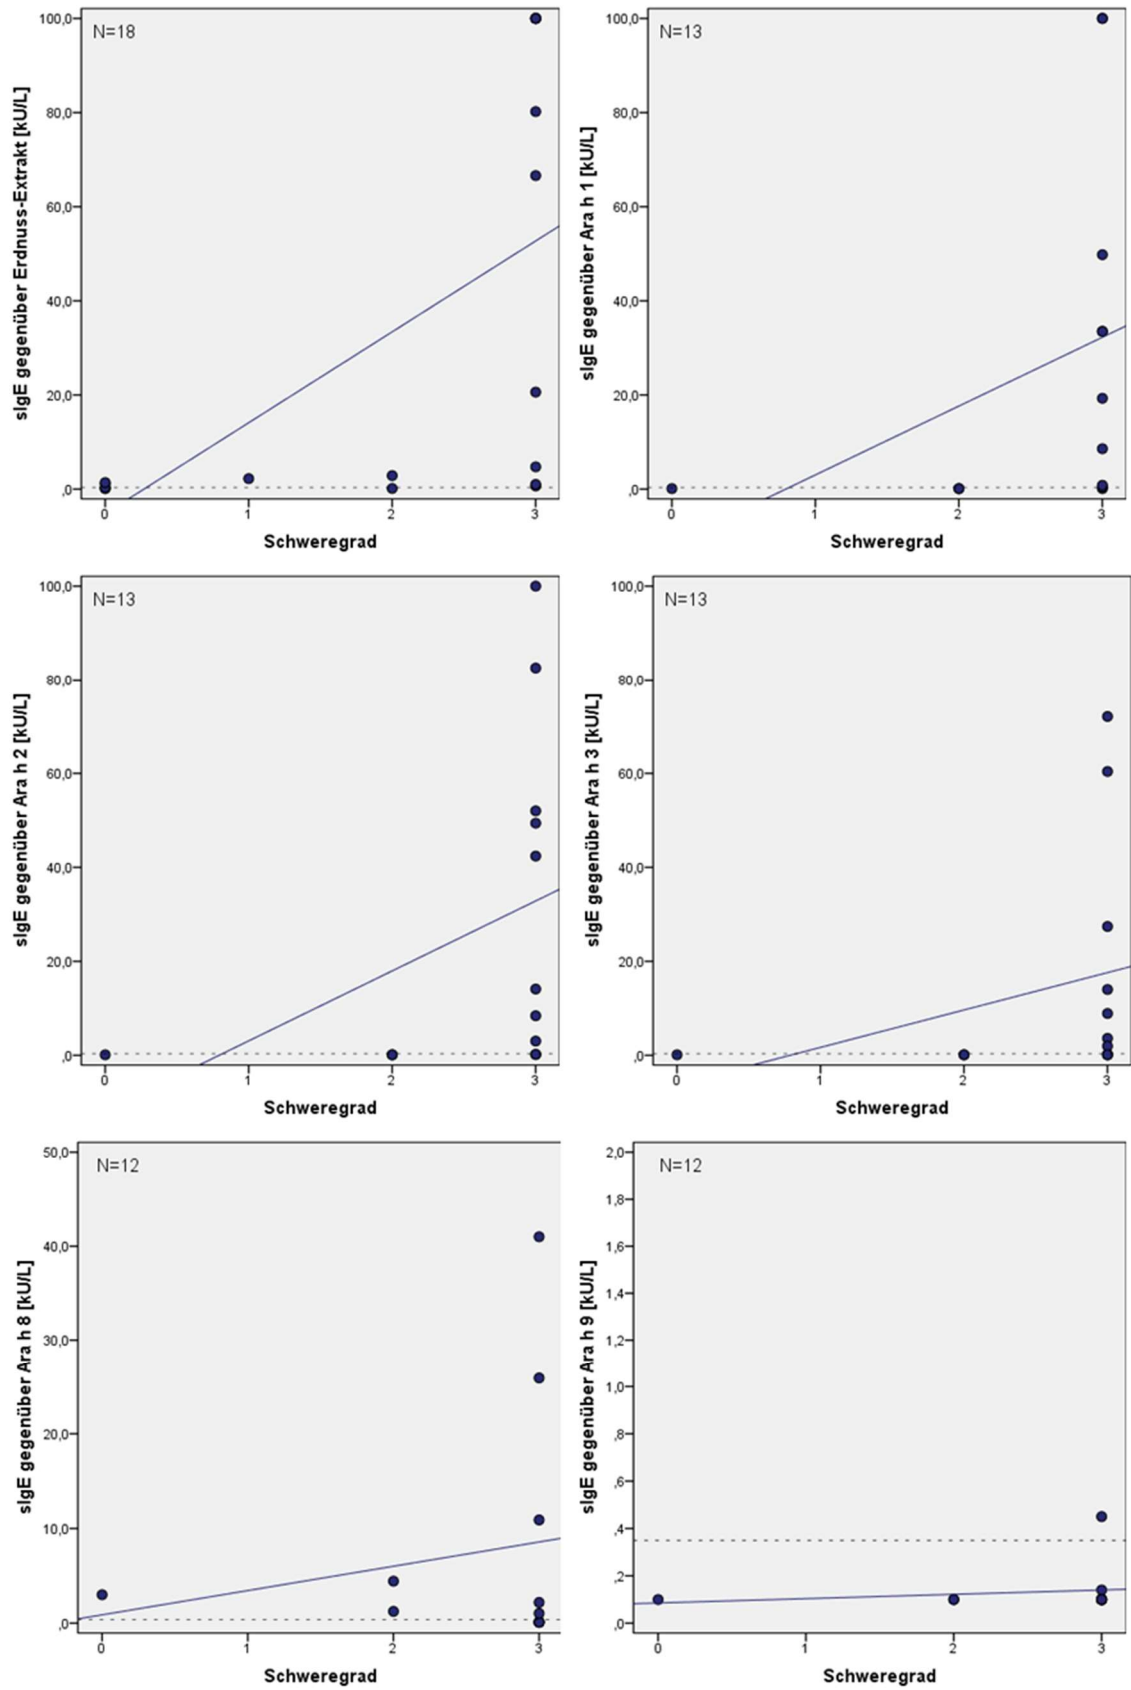 N=18
sIgE gegenüber Erdnuss-Extrakt [kU/L]
100,0
80,0
60,0
40,0
20,0
,0
0 1 2 3
Schweregrad
N=13
sIgE gegenüber Ara h 1 [kU/L]
100,0
80,0
60,0
40,0
20,0
,0
0 1 2 3
Schweregrad
N=13
sIgE gegenüber Ara h 2 [kU/L]
100,0
80,0
60,0
40,0
20,0
,0
0 1 2 3
Schweregrad
N=13
sIgE gegenüber Ara h 3 [kU/L]
100,0
80,0
60,0
40,0
20,0
,0
0 1 2 3
Schweregrad
N=12
sIgE gegenüber Ara h 8 [kU/L]
50,0
40,0
30,0
20,0
10,0
,0
0 1 2 3
Schweregrad
N=12
sIgE gegenüber Ara h 9 [kU/L]
2,0
1,8
1,6
1,4
1,2
1,0
,8
,6
,4
,2
,0
0 1 2 3
Schweregrad